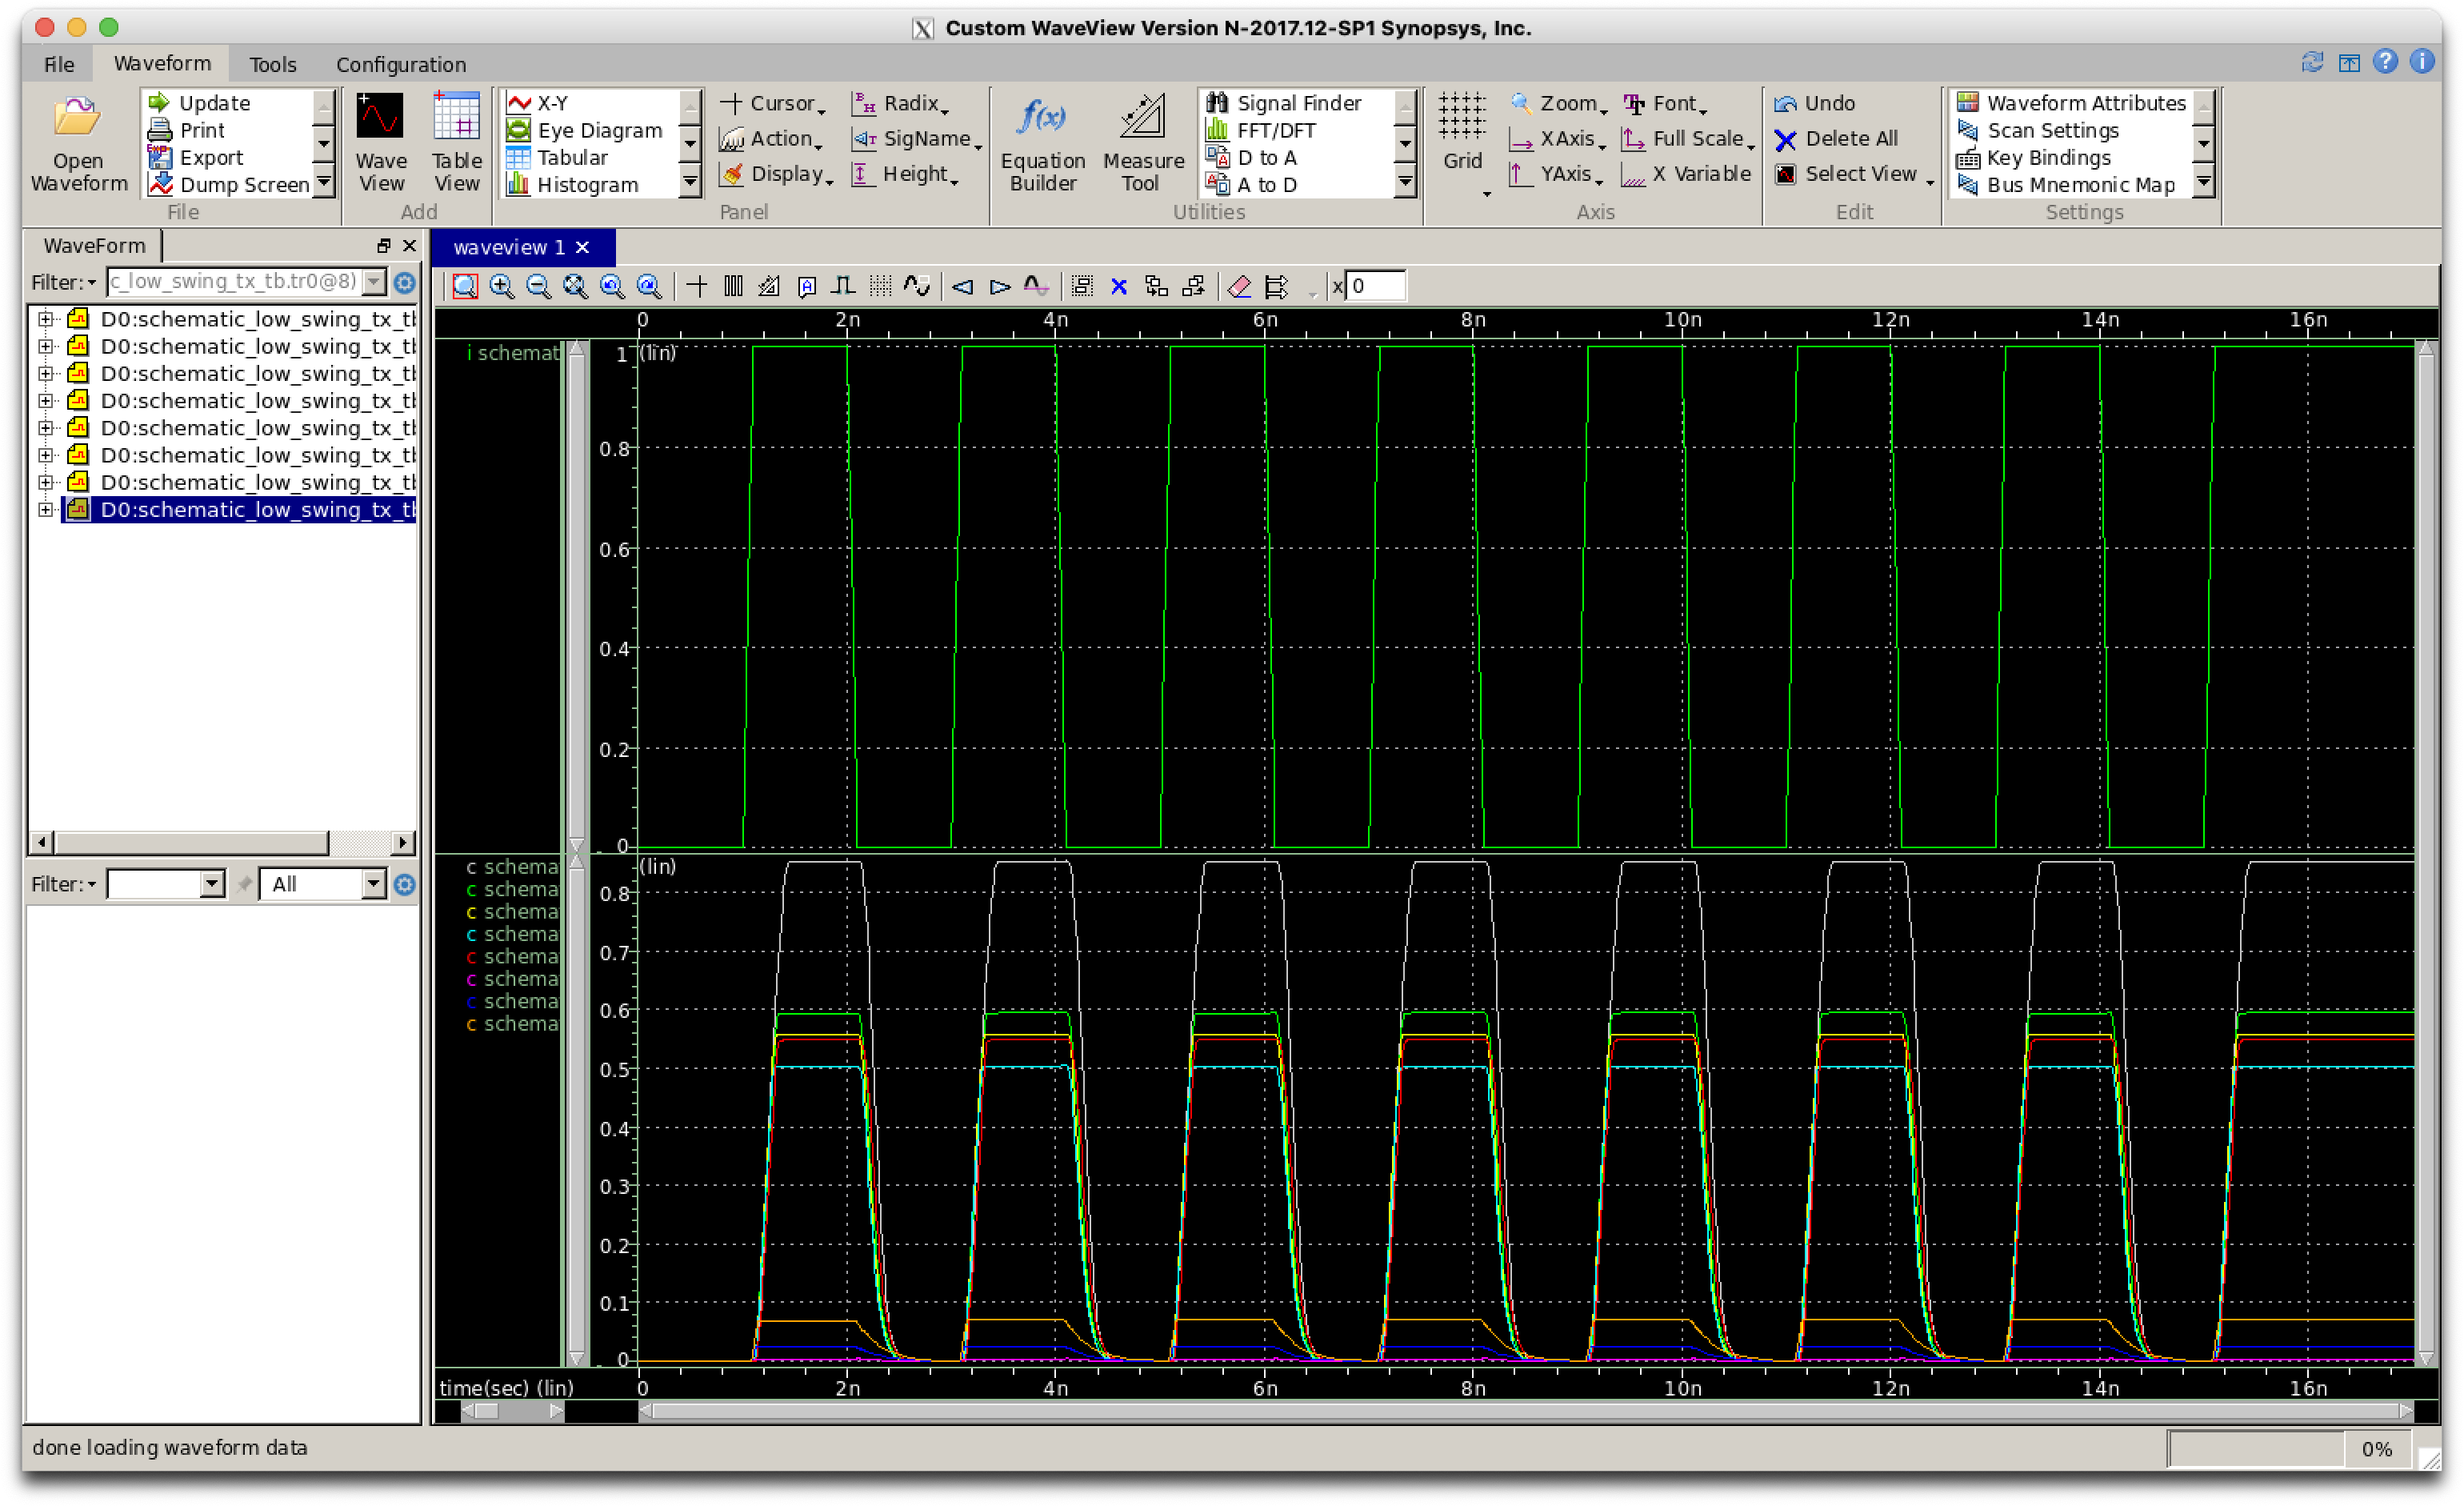 Custom WaveView Version N-2017.12-SP1 Synopsys, Inc.
File Waveform Tools Configuration
Open Waveform
Update
Print
Export
Dump Screen
File
Wave View
Table View
Add
X-Y
Eye Diagram
Tabular
Histogram
Cursor
Action
Display
Radix
SigName
Height
Panel
f(x)
Equation Builder
Measure Tool
Signal Finder
FFT/DFT
D to A
A to D
Utilities
Grid
Zoom
XAxis
YAxis
Font
Full Scale
X Variable
Axis
Undo
Delete All
Select View
Edit
Waveform Attributes
Scan Settings
Key Bindings
Bus Mnemonic Map
Settings
WaveForm
Filter: c_low_swing_tx_tb.tr0@8)
D0:schematic_low_swing_tx_tb
D0:schematic_low_swing_tx_tb
D0:schematic_low_swing_tx_tb
D0:schematic_low_swing_tx_tb
D0:schematic_low_swing_tx_tb
D0:schematic_low_swing_tx_tb
D0:schematic_low_swing_tx_tb
D0:schematic_low_swing_tx_tb
Filter: All
waveview 1
x 0
0 2n 4n 6n 8n 10n 12n 14n 16n
i schemat
1 (lin)
0.8
0.6
0.4
0.2
0
c schema
c schema
c schema
c schema
c schema
c schema
c schema
c schema
(lin)
0.8
0.7
0.6
0.5
0.4
0.3
0.2
0.1
0
time(sec) (lin) 0 2n 4n 6n 8n 10n 12n 14n 16n
done loading waveform data
0%